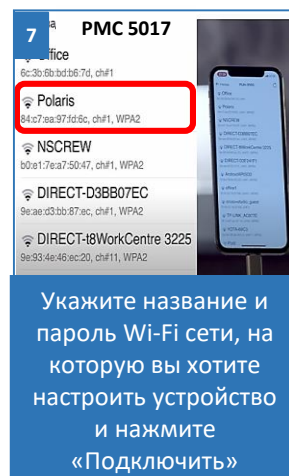 7
PMC 5017
Office
6c:3b:6b:bd:b6:7d, ch#1
Polaris
84:c7:ea:97:fd:6c, ch#1, WPA2
NSCREW
b0:e1:7e:a7:50:47, ch#1, WPA2
DIRECT-D3BB07EC
9e:ae:d3:bb:87:ec, ch#1, WPA2
DIRECT-t8WorkCentre 3225
9e:93:4e:46:ec:20, ch#11, WPA2
Укажите название и
пароль Wi-Fi сети, на
которую вы хотите
настроить устройство
и нажмите
«Подключить»